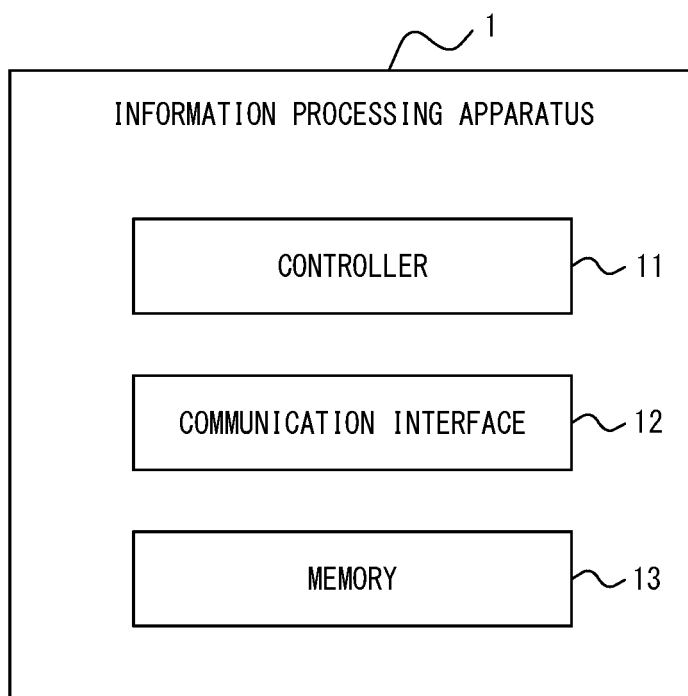 1
INFORMATION PROCESSING APPARATUS
CONTROLLER 11
COMMUNICATION INTERFACE 12
MEMORY 13